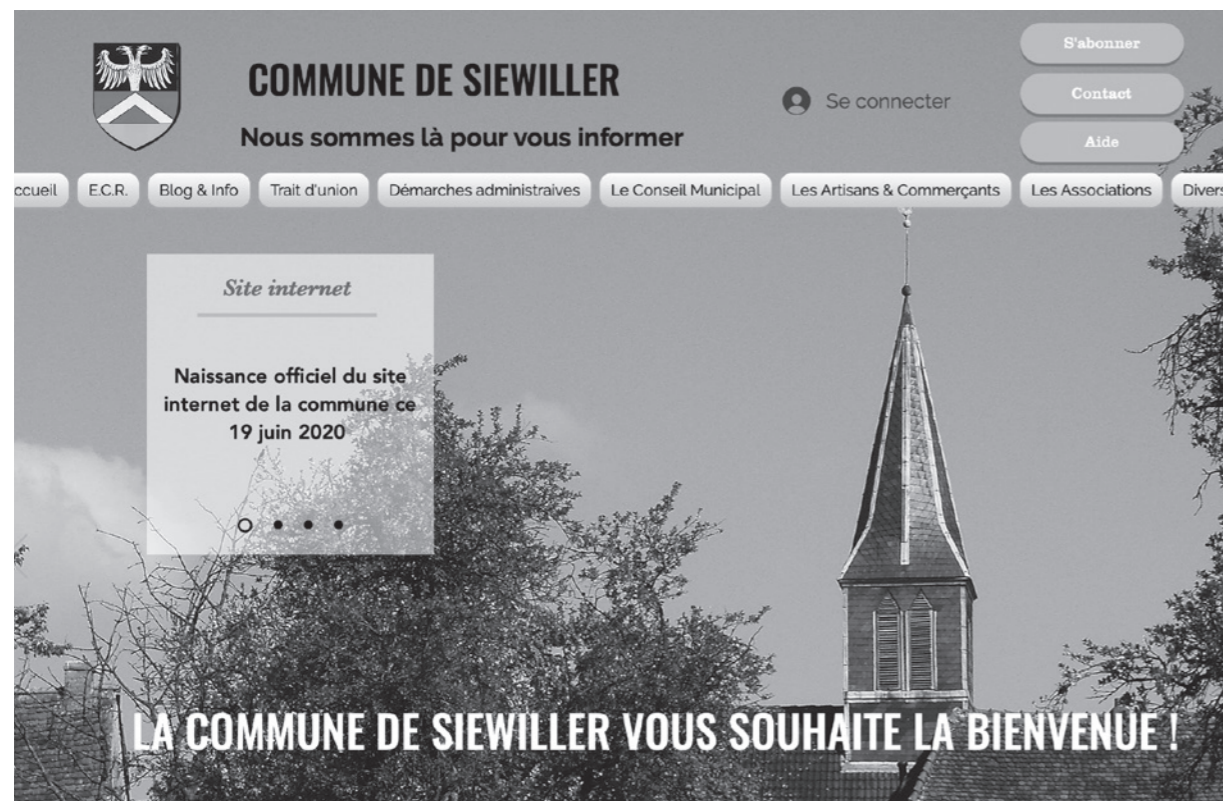 COMMUNE DE SIEWILLER
Nous sommes là pour vous informer
Se connecter
S'abonner
Contact
Aide
ccueil E.C.R. Blog & Info Trait d'union Démarches administraives Le Conseil Municipal Les Artisans & Commerçants Les Associations Divers
Site internet
Naissance officiel du site
internet de la commune ce
19 juin 2020
LA COMMUNE DE SIEWILLER VOUS SOUHAITE LA BIENVENUE !